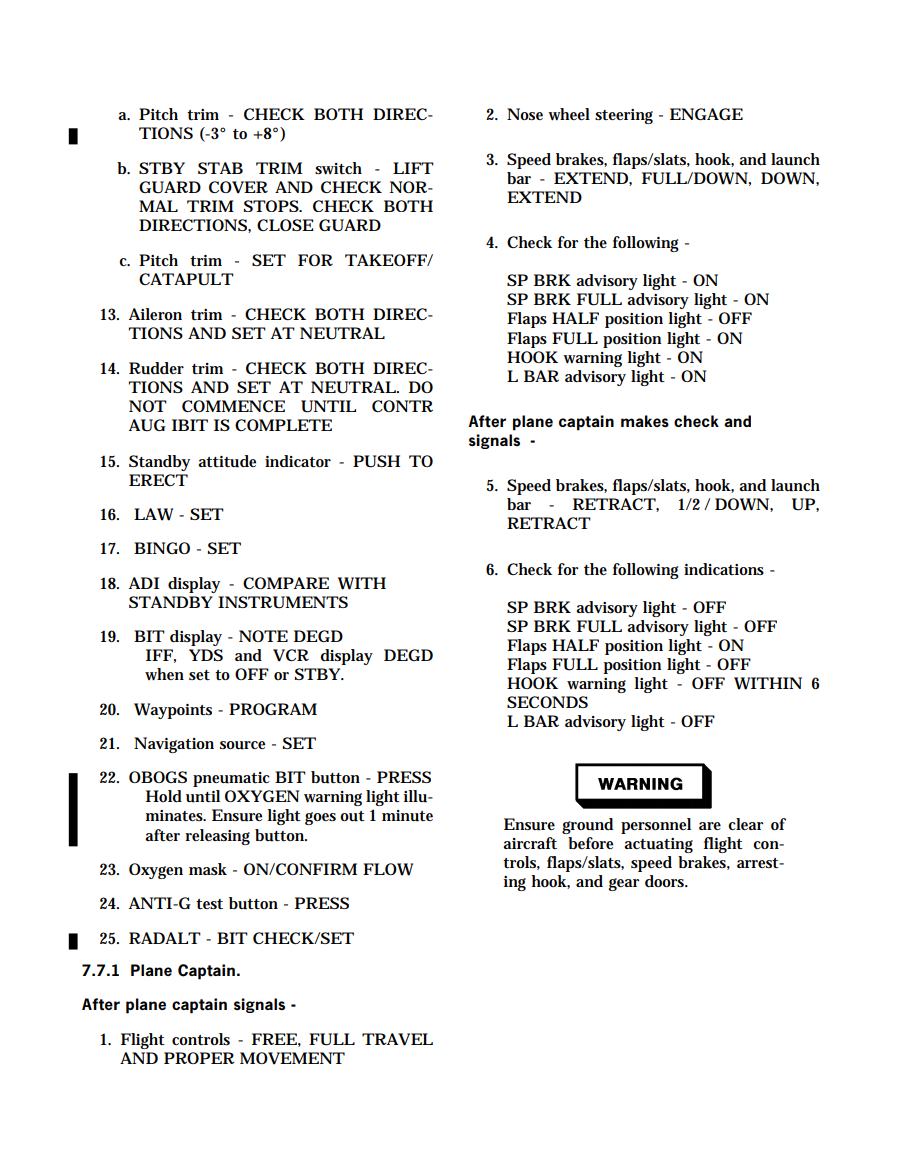 a. Pitch trim - CHECK BOTH DIREC-
TIONS (-3° to +8°)
b. STBY STAB TRIM switch - LIFT
GUARD COVER AND CHECK NOR-
MAL TRIM STOPS. CHECK BOTH
DIRECTIONS, CLOSE GUARD
c. Pitch trim - SET FOR TAKEOFF/
CATAPULT
13. Aileron trim - CHECK BOTH DIREC-
TIONS AND SET AT NEUTRAL
14. Rudder trim - CHECK BOTH DIREC-
TIONS AND SET AT NEUTRAL. DO
NOT COMMENCE UNTIL CONTR
AUG IBIT IS COMPLETE
15. Standby attitude indicator - PUSH TO
ERECT
16. LAW - SET
17. BINGO - SET
18. ADI display - COMPARE WITH
STANDBY INSTRUMENTS
19. BIT display - NOTE DEGD
IFF, YDS and VCR display DEGD
when set to OFF or STBY.
20. Waypoints - PROGRAM
21. Navigation source - SET
22. OBOGS pneumatic BIT button - PRESS
Hold until OXYGEN warning light illu-
minates. Ensure light goes out 1 minute
after releasing button.
23. Oxygen mask - ON/CONFIRM FLOW
24. ANTI-G test button - PRESS
25. RADALT - BIT CHECK/SET
7.7.1 Plane Captain.
After plane captain signals -
1. Flight controls - FREE, FULL TRAVEL
AND PROPER MOVEMENT
2. Nose wheel steering - ENGAGE
3. Speed brakes, flaps/slats, hook, and launch
bar - EXTEND, FULL/DOWN, DOWN,
EXTEND
4. Check for the following -
SP BRK advisory light - ON
SP BRK FULL advisory light - ON
Flaps HALF position light - OFF
Flaps FULL position light - ON
HOOK warning light - ON
L BAR advisory light - ON
After plane captain makes check and
signals -
5. Speed brakes, flaps/slats, hook, and launch
bar - RETRACT, 1/2 / DOWN, UP,
RETRACT
6. Check for the following indications -
SP BRK advisory light - OFF
SP BRK FULL advisory light - OFF
Flaps HALF position light - ON
Flaps FULL position light - OFF
HOOK warning light - OFF WITHIN 6
SECONDS
L BAR advisory light - OFF
WARNING
Ensure ground personnel are clear of
aircraft before actuating flight con-
trols, flaps/slats, speed brakes, arrest-
ing hook, and gear doors.